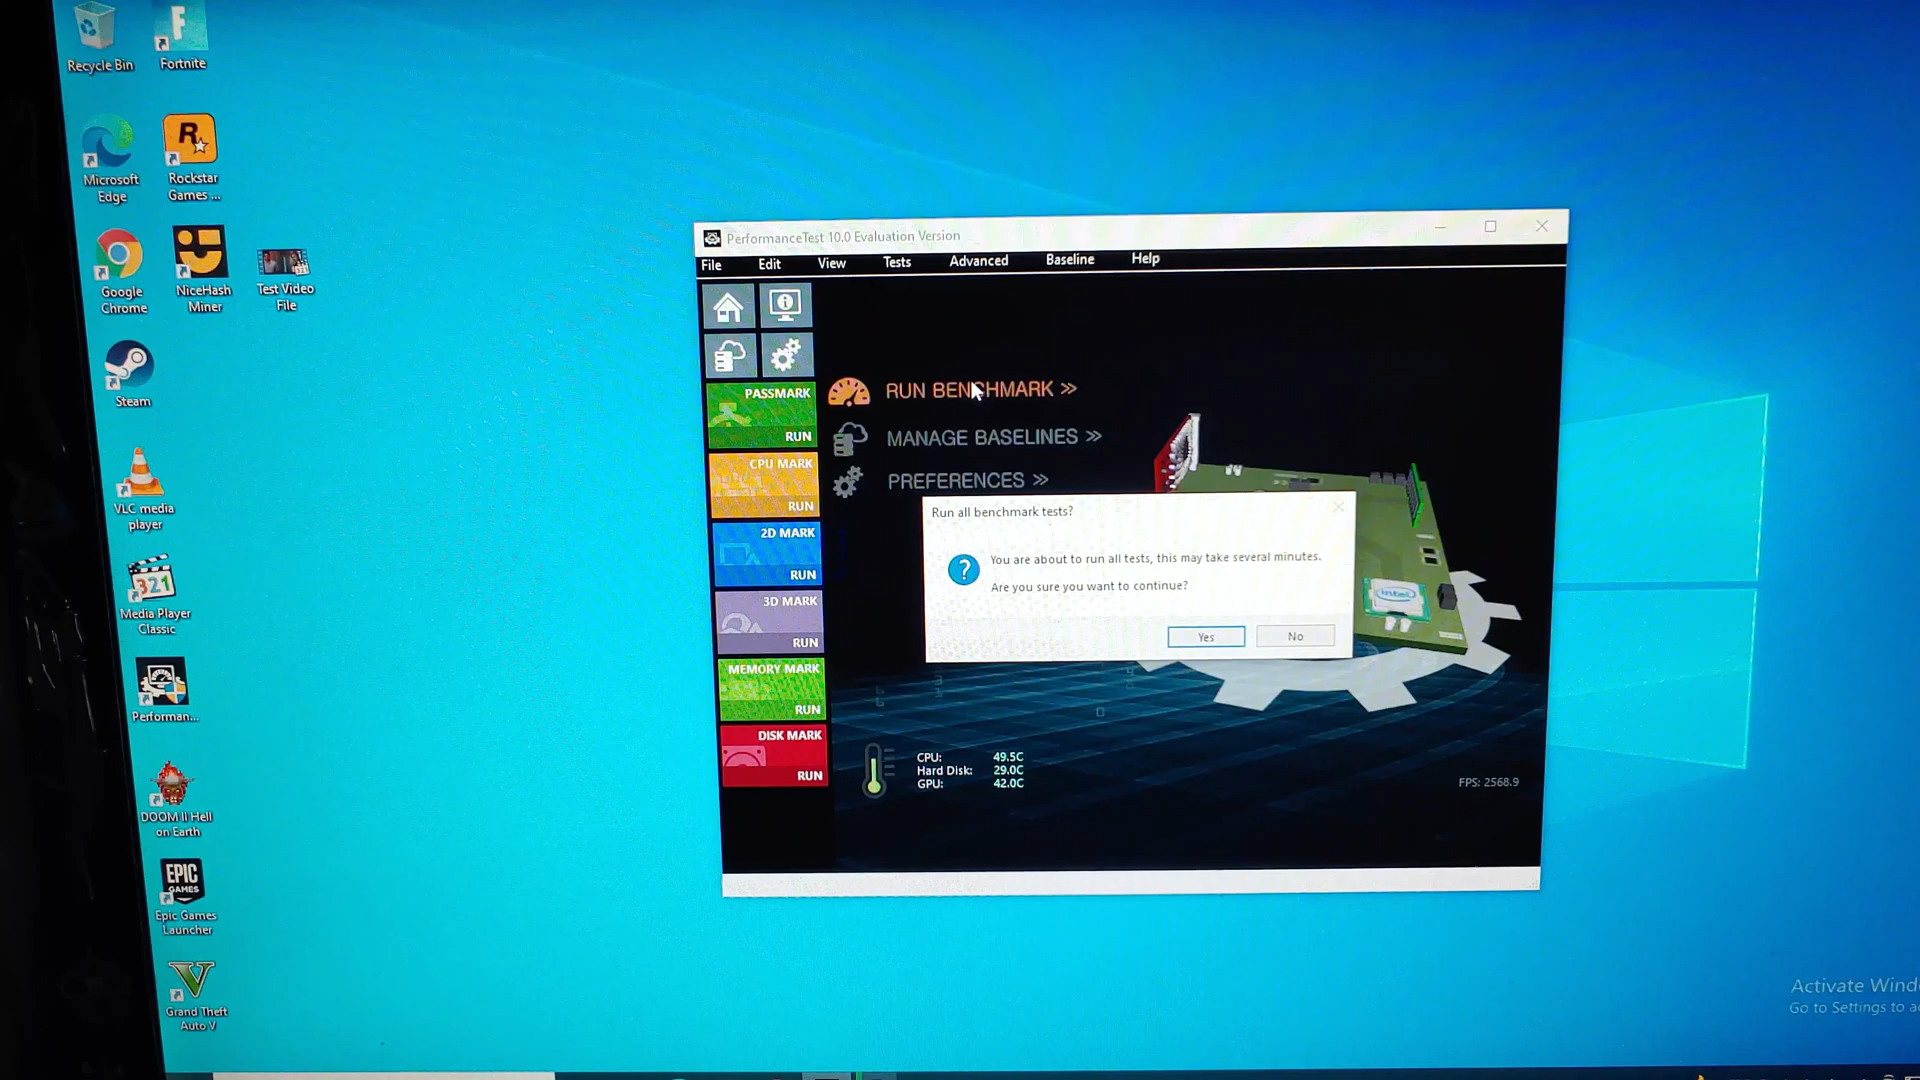 Recycle Bin
Fortnite
Microsoft
Edge
R
Rockstar
Games ...
Google
Chrome
NiceHash
Miner
321
Test Video
File
Steam
VLC media
player
321
Media Player
Classic
Performan...
DOOM II Hell
on Earth
EPIC
GAMES
Epic Games
Launcher
V
Grand Theft
Auto V
PerformanceTest 10.0 Evaluation Version
File Edit View Tests Advanced Baseline Help
PASSMARK
RUN
CPU MARK
RUN
2D MARK
RUN
3D MARK
RUN
MEMORY MARK
RUN
DISK MARK
RUN
RUN BENCHMARK »
MANAGE BASELINES »
PREFERENCES »
Run all benchmark tests?
You are about to run all tests, this may take several minutes.
Are you sure you want to continue?
Yes No
intel
CPU: 49.5C
Hard Disk: 29.0C
GPU: 42.0C
FPS: 2568.9
Activate Wind
Go to Settings to a